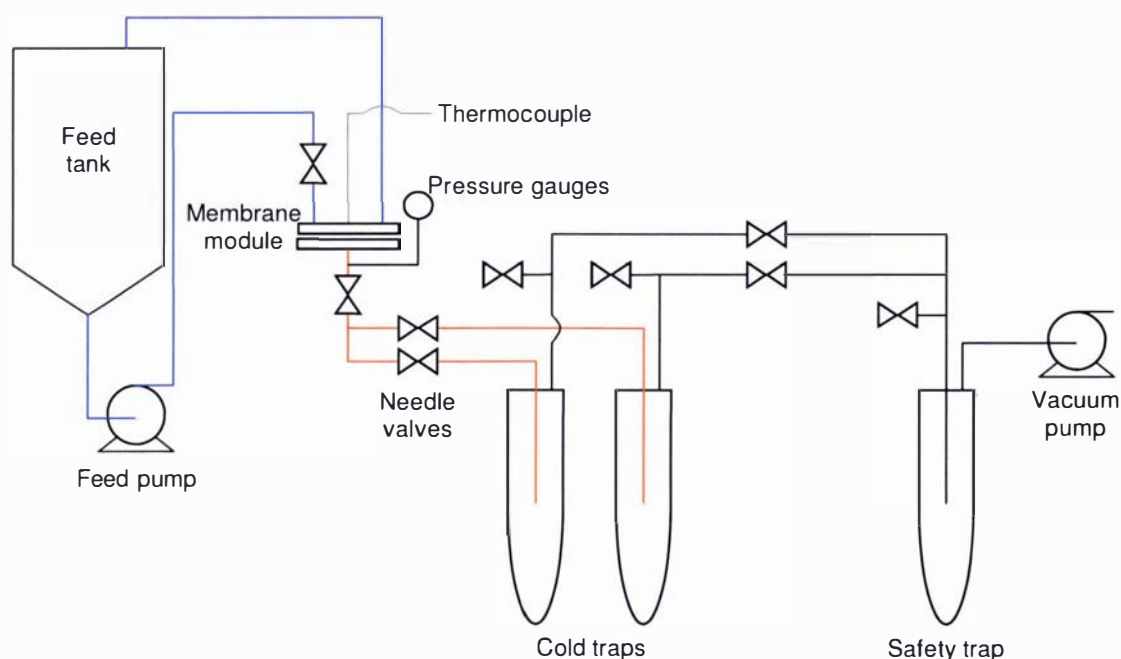 Feed
tank
Thermocouple
Pressure gauges
Membrane
module
Needle
valves
Feed pump
Vacuum
pump
Cold traps
Safety trap